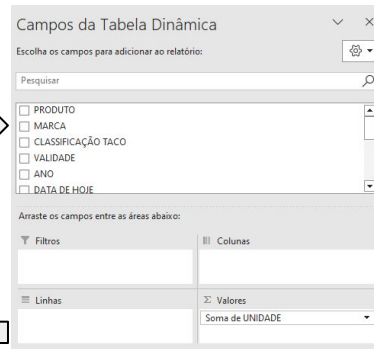 Campos da Tabela Dinâmica
Escolha os campos para adicionar ao relatório:
Pesquisar
PRODUTO
MARCA
CLASSIFICAÇÃO TACO
VALIDADE
ANO
DATA DE HOJE
Arraste os campos entre as áreas abaixo:
Filtros
Colunas
Linhas
Σ Valores
Soma de UNIDADE